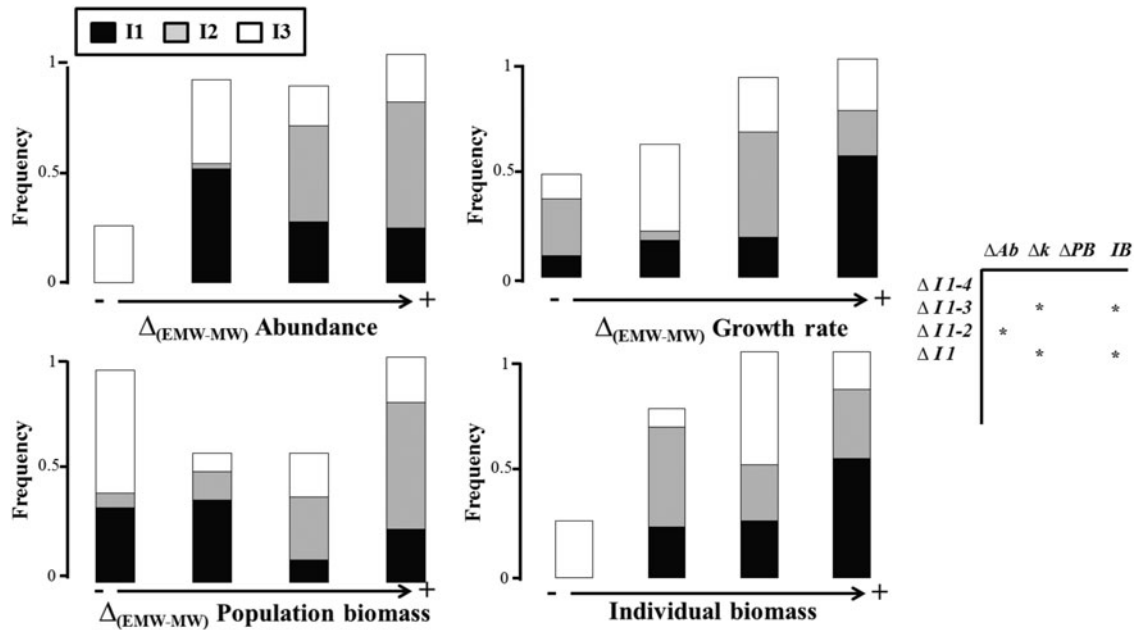 I1 I2 I3
Frequency
1
0.5
0
- +
Δ(EMW-MW) Abundance
Frequency
1
0.5
0
- +
Δ(EMW-MW) Growth rate
Frequency
1
0.5
0
- +
Δ(EMW-MW) Population biomass
Frequency
1
0.5
0
- +
Individual biomass
ΔAb Δk ΔPB IB
Δ I 1-4
Δ I 1-3 * *
Δ I 1-2 *
Δ I 1 * *